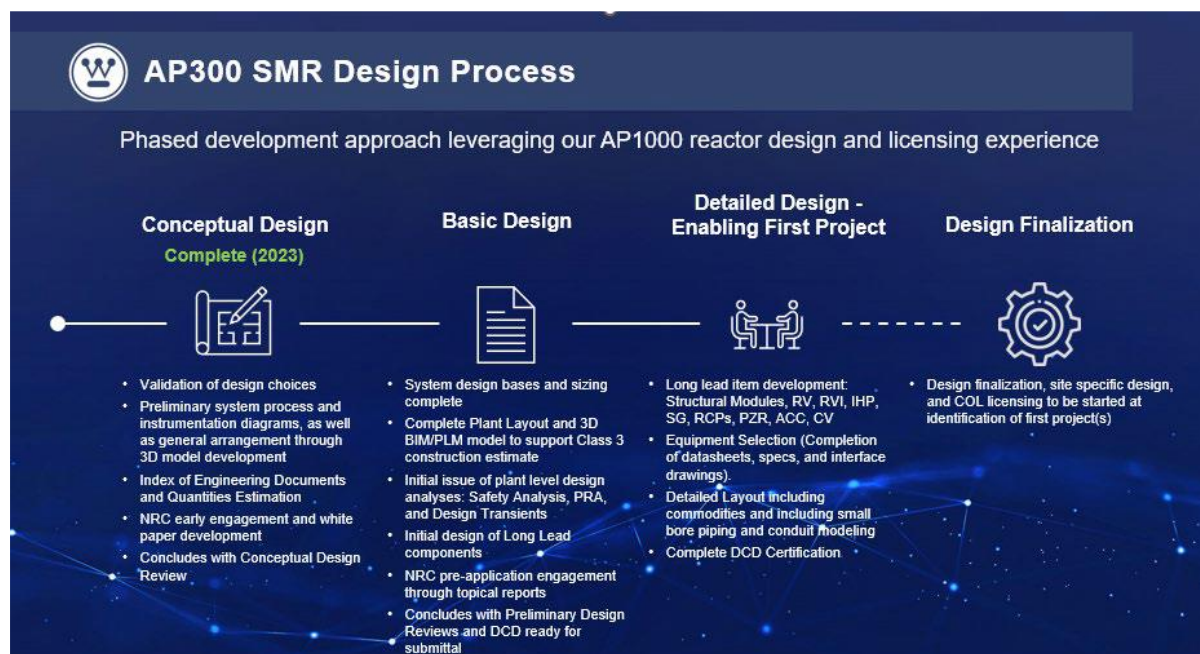 AP300 SMR Design Process
Phased development approach leveraging our AP1000 reactor design and licensing experience
Conceptual Design
Complete (2023)
• Validation of design choices
• Preliminary system process and
instrumentation diagrams, as well
as general arrangement through
3D model development
• Index of Engineering Documents
and Quantities Estimation
• NRC early engagement and white
paper development
• Concludes with Conceptual Design
Review
Basic Design
• System design bases and sizing
complete
• Complete Plant Layout and 3D
BIM/PLM model to support Class 3
construction estimate
• Initial issue of plant level design
analyses: Safety Analysis, PRA,
and Design Transients
• Initial design of Long Lead
components
• NRC pre-application engagement
through topical reports
• Concludes with Preliminary Design
Reviews and DCD ready for
submittal
Detailed Design -
Enabling First Project
• Long lead item development:
Structural Modules, RV, RVI, IHP,
SG, RCPs, PZR, ACC, CV
• Equipment Selection (Completion
of datasheets, specs, and interface
drawings).
• Detailed Layout including
commodities and including small
bore piping and conduit modeling
• Complete DCD Certification
Design Finalization
• Design finalization, site specific design,
and COL licensing to be started at
identification of first project(s)